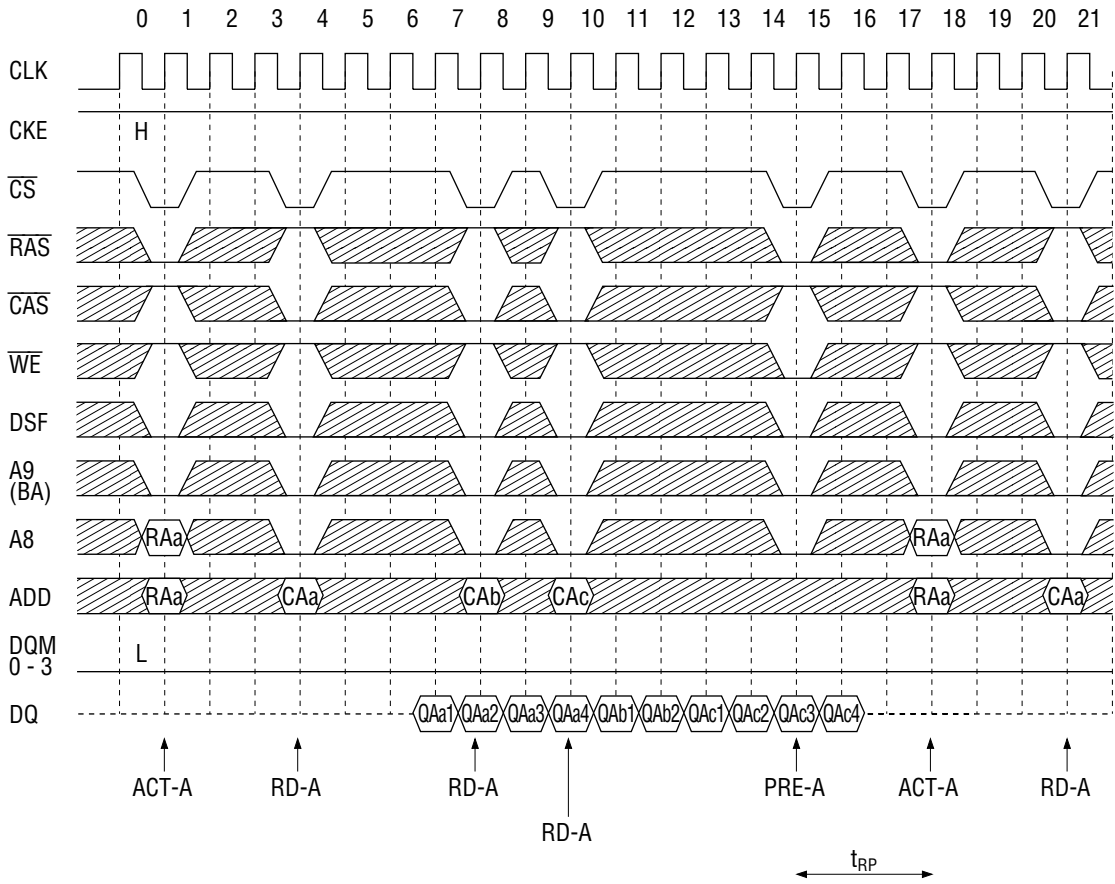 0 1 2 3 4 5 6 7 8 9 10 11 12 13 14 15 16 17 18 19 20 21
CLK
CKE H
CS
RAS
CAS
WE
DSF
A9
(BA)
A8 RAa RAa
ADD RAa CAa CAb CAc RAa CAa
DQM
0 - 3 L
DQ QAa1 QAa2 QAa3 QAa4 QAb1 QAb2 QAc1 QAc2 QAc3 QAc4
ACT-A RD-A RD-A PRE-A ACT-A RD-A
RD-A
tRP